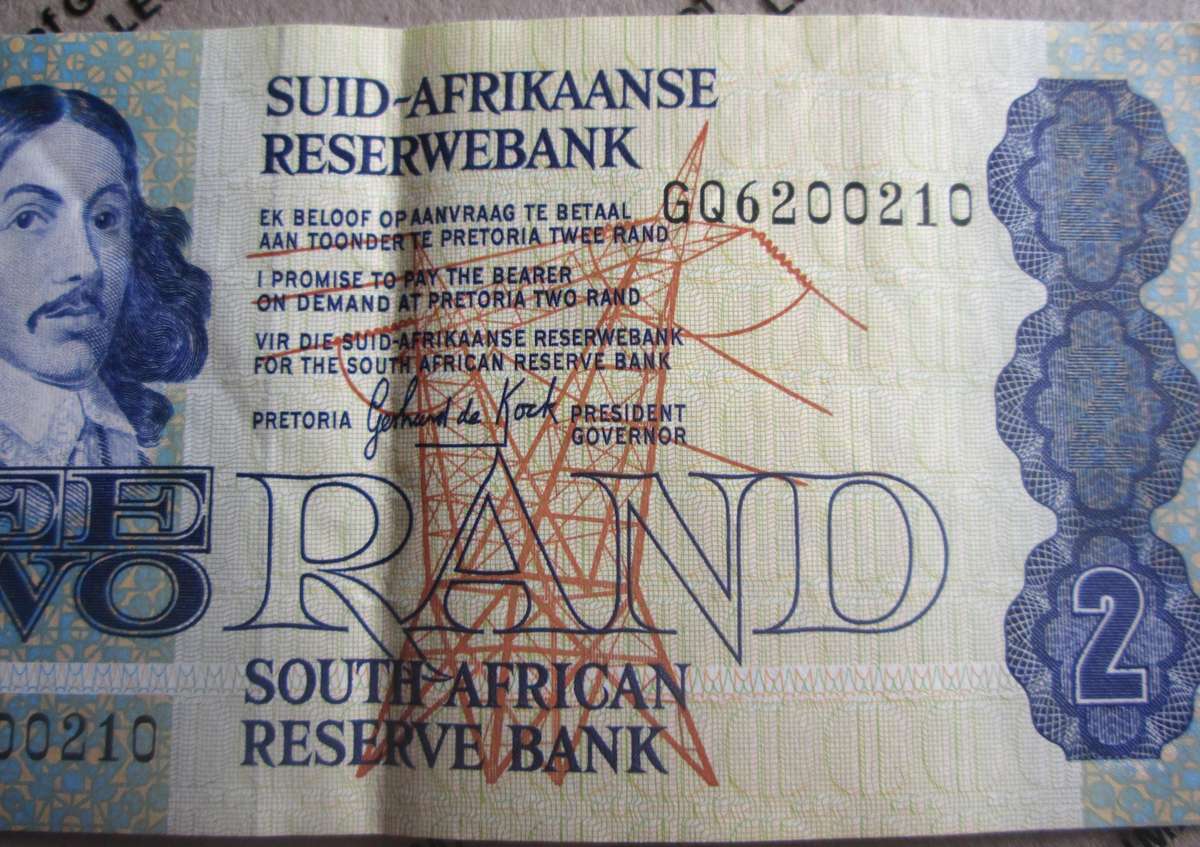 SUID-AFRIKAANSE
RESERWEBANK
GQ6200210
EK BELOOF OP AANVRAAG TE BETAAL
AAN TOONDER TE PRETORIA TWEE RAND
I PROMISE TO PAY THE BEARER
ON DEMAND AT PRETORIA TWO RAND
VIR DIE SUID-AFRIKAANSE RESERWEBANK
FOR THE SOUTH AFRICAN RESERVE BANK
PRETORIA Gerhard de Kock PRESIDENT
GOVERNOR
EE
WO
RAND
2
SOUTH AFRICAN
RESERVE BANK
00210